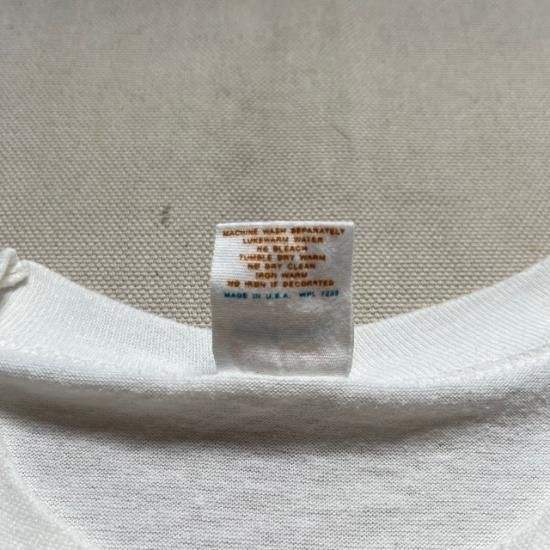 MACHINE WASH SEPARATELY
LUKEWARM WATER
NO BLEACH
TUMBLE DRY WARM
NO DRY CLEAN
IRON WARM
NO IRON IF DECORATED
MADE IN U.S.A. WPL